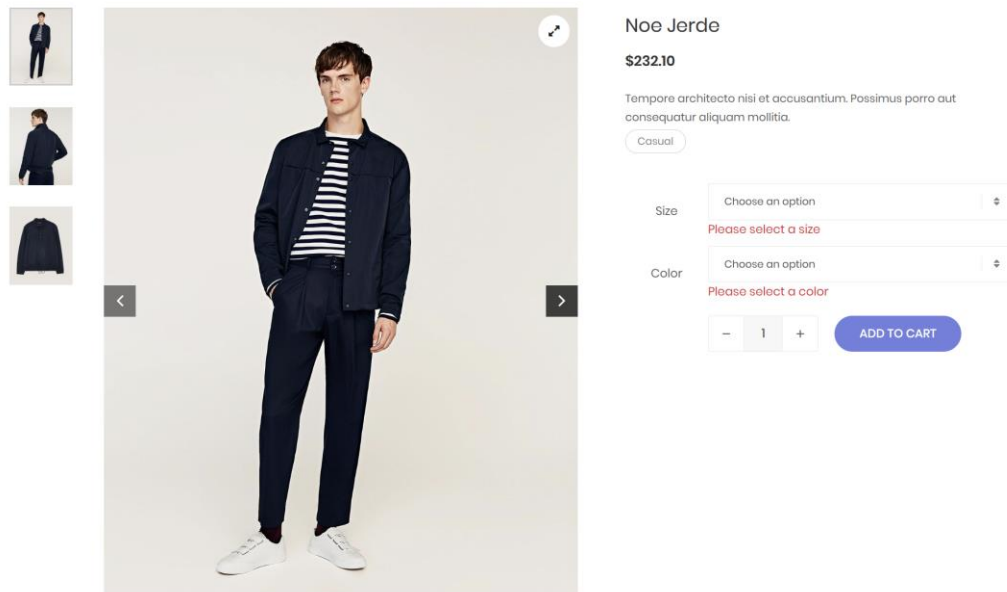 Noe Jerde
$232.10
Tempore architecto nisi et accusantium. Possimus porro aut
consequatur aliquam mollitia.
Casual
Size
Choose an option
Please select a size
Color
Choose an option
Please select a color
− 1 +
ADD TO CART